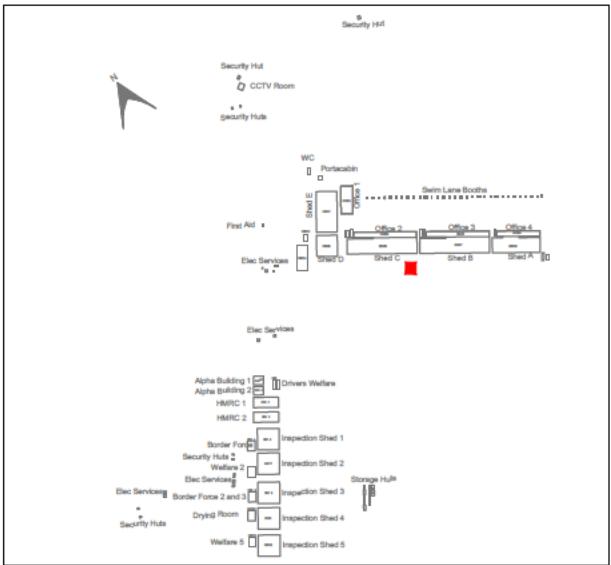 Security Hut
Security Hut
CCTV Room
Security Huts
N
WC
Portacabin
Swim Lane Booths
Office 1
Shed E
First Aid
Office 2
Office 3
Office 4
Elec Services
Shed D
Shed C
Shed B
Shed A
Elec Services
Alpha Building 1
Drivers Welfare
Alpha Building 2
HMRC 1
HMRC 2
Inspection Shed 1
Border Force
Security Huts
Inspection Shed 2
Welfare 2
Elec Services
Storage Huts
Elec Services
Inspection Shed 3
Border Force 2 and 3
Drying Room
Inspection Shed 4
Security Huts
Welfare 5
Inspection Shed 5